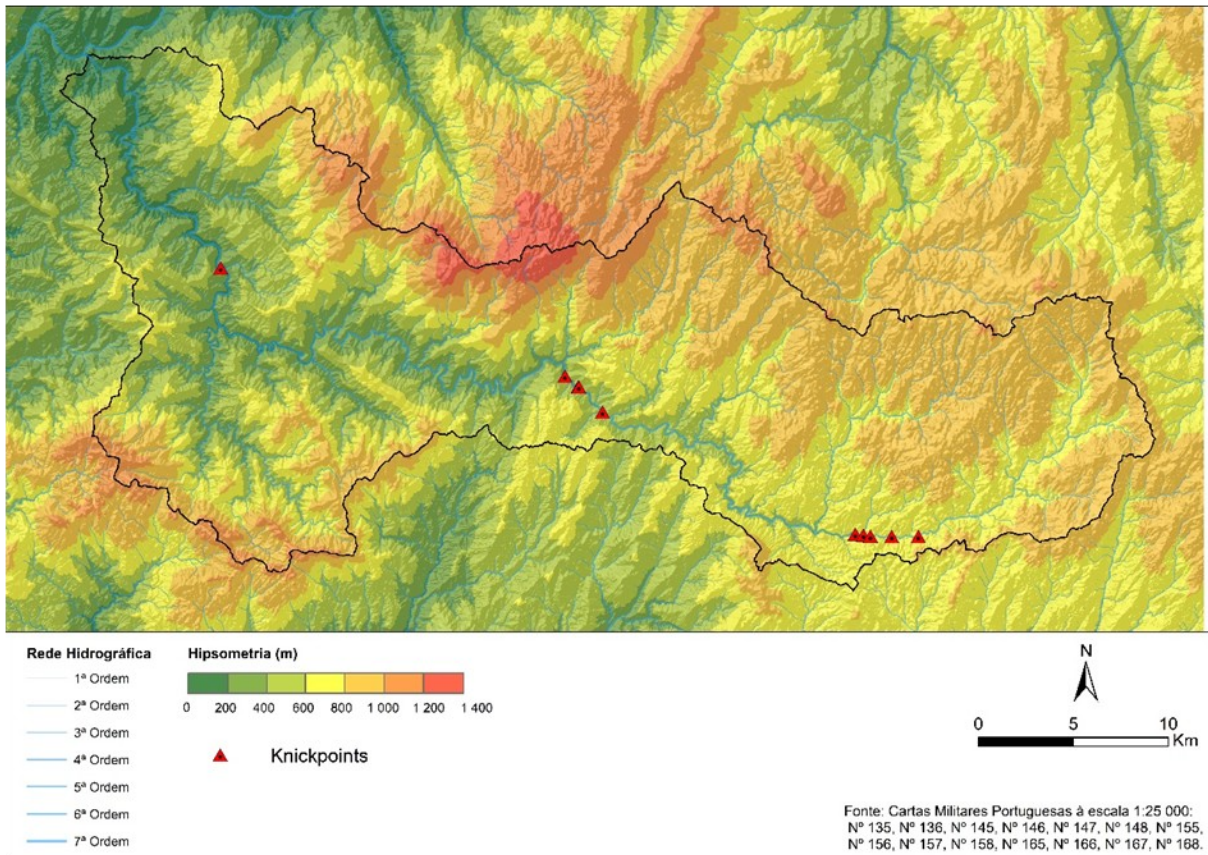 Rede Hidrográfica
1ª Ordem
2ª Ordem
3ª Ordem
4ª Ordem
5ª Ordem
6ª Ordem
7ª Ordem
Hipsometria (m)
0 200 400 600 800 1 000 1 200 1 400
Knickpoints
N
0 5 10
Km
Fonte: Cartas Militares Portuguesas à escala 1:25 000:
Nº 135, Nº 136, Nº 145, Nº 146, Nº 147, Nº 148, Nº 155,
Nº 156, Nº 157, Nº 158, Nº 165, Nº 166, Nº 167, Nº 168.